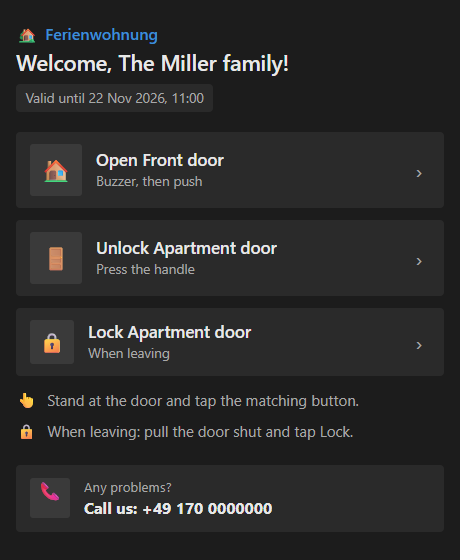 Ferienwohnung
Welcome, The Miller family!
Valid until 22 Nov 2026, 11:00
Open Front door
Buzzer, then push
Unlock Apartment door
Press the handle
Lock Apartment door
When leaving
Stand at the door and tap the matching button.
When leaving: pull the door shut and tap Lock.
Any problems?
Call us: +49 170 0000000